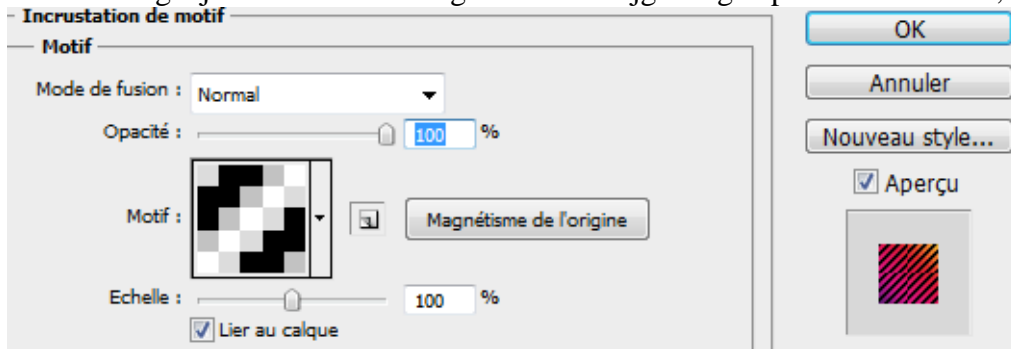 Incrustation de motif
Motif
Mode de fusion : Normal
Opacité : 100 %
Motif :
Magnétisme de l'origine
Echelle : 100 %
Lier au calque
OK
Annuler
Nouveau style...
Aperçu